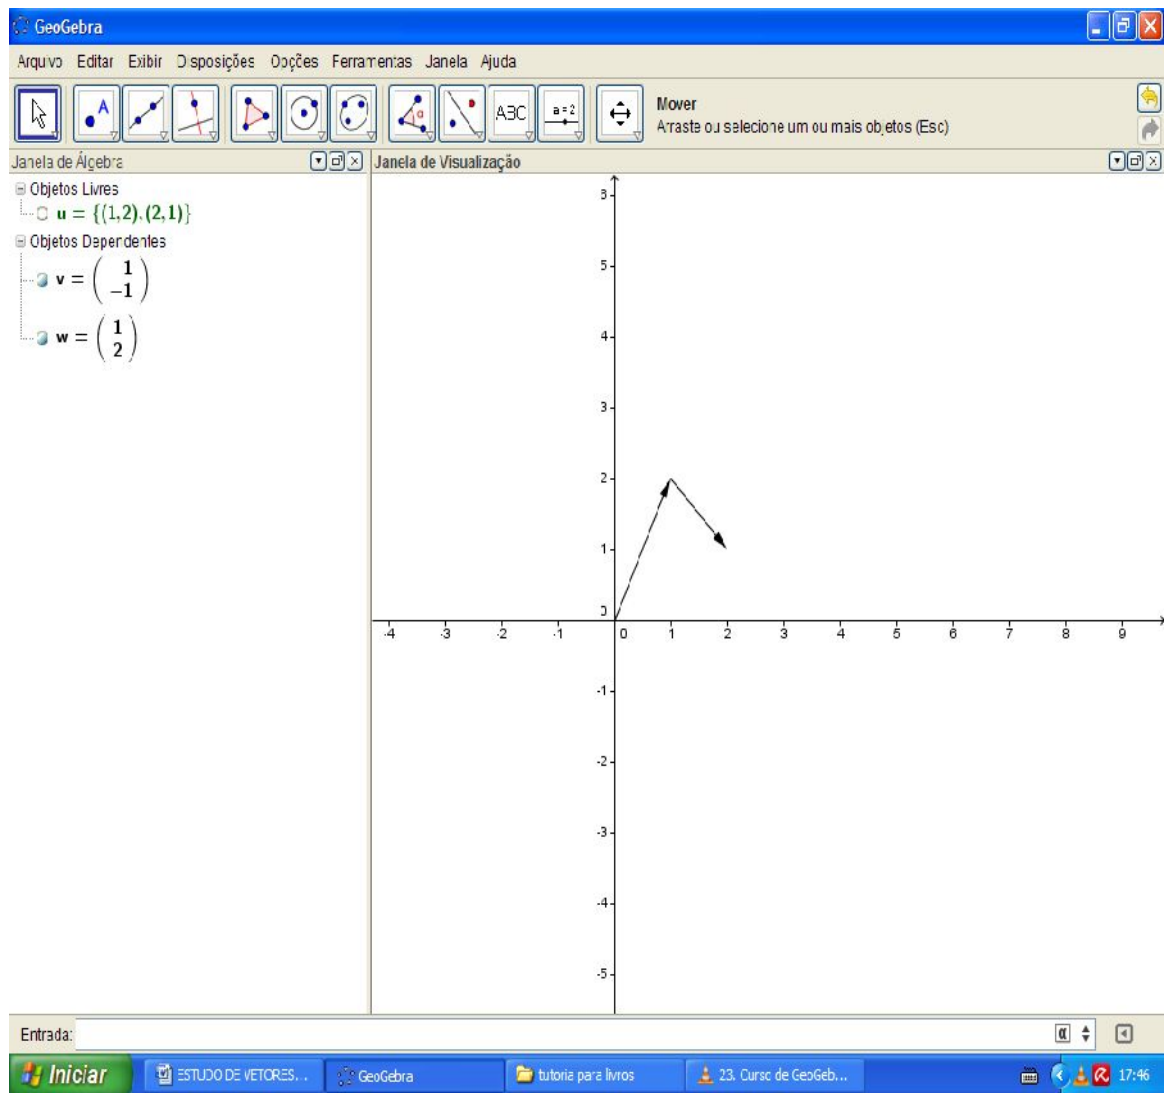 GeoGebra
Arquivo Editar Exibir Disposições Opções Ferramentas Janela Ajuda
A
α
ABC
a = 2
Mover
Arraste ou selecione um ou mais objetos (Esc)
Janela de Álgebra
Janela de Visualização
Objetos Livres
u = {(1,2),(2,1)}
Objetos Dependentes
v = ( 1
-1 )
w = ( 1
2 )
6
5
4
3
2
1
0
-4 -3 -2 -1 0 1 2 3 4 5 6 7 8 9
-1
-2
-3
-4
-5
Entrada:
α
Iniciar
ESTUDO DE VETORES...
GeoGebra
tutoria para livros
23. Curso de GeoGeb...
17:46